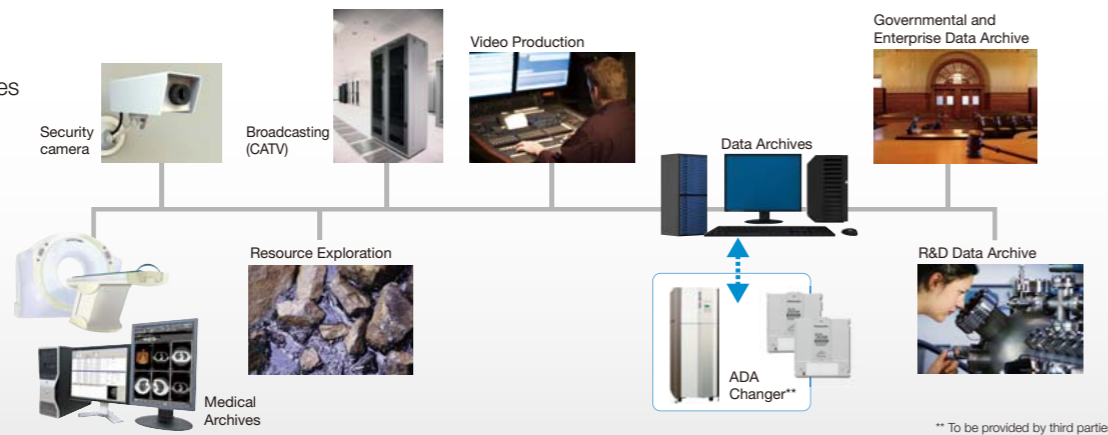 es
Security
camera
Broadcasting
(CATV)
Video Production
Governmental and
Enterprise Data Archive
Data Archives
Resource Exploration
R&D Data Archive
Medical
Archives
ADA
Changer**
** To be provided by third partie